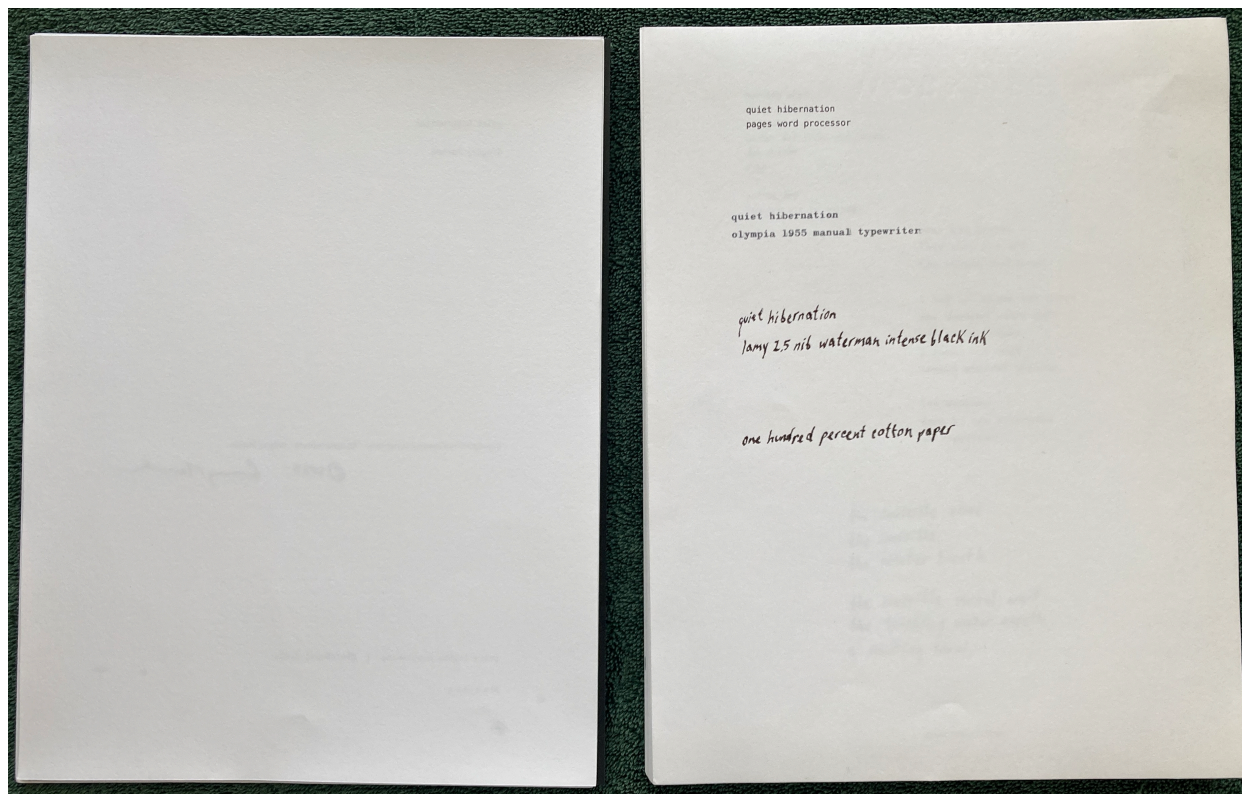 quiet hibernation
pages word processor
quiet hibernation
olympia 1955 manual typewriter
quiet hibernation
lamy 1.5 nib waterman intense black ink
one hundred percent cotton paper